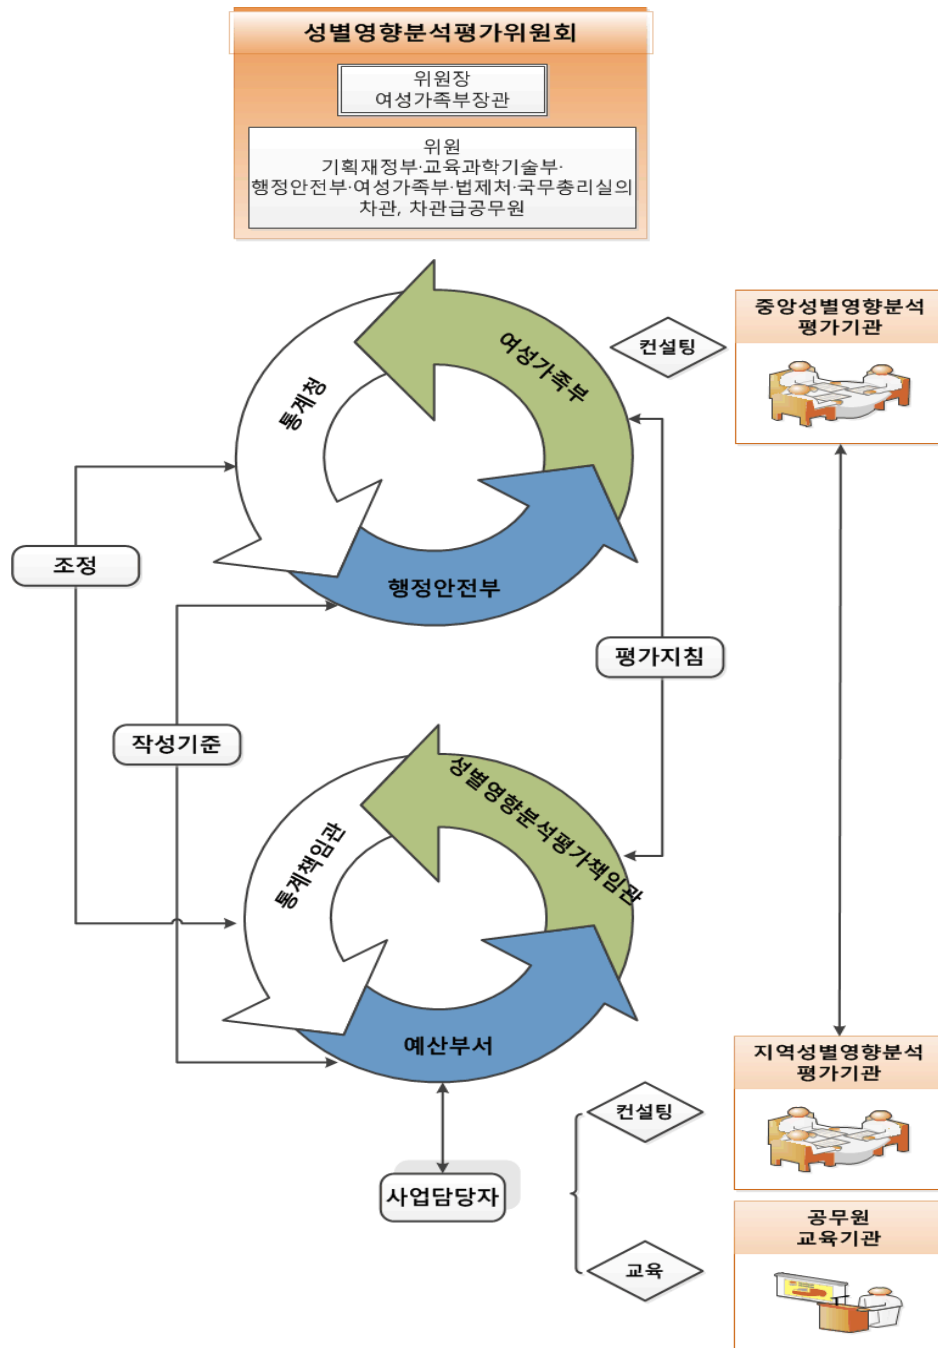 성별영향분석평가위원회
위원장
여성가족부장관
위원
기획재정부·교육과학기술부·
행정안전부·여성가족부·법제처·국무총리실의
차관, 차관급공무원
중앙성별영향분석
평가기관
컨설팅
여성가족부
통계청
행정안전부
조정
평가지침
작성기준
성별영향분석평가책임관
통계책임관
예산부서
지역성별영향분석
평가기관
컨설팅
사업담당자
공무원
교육기관
교육